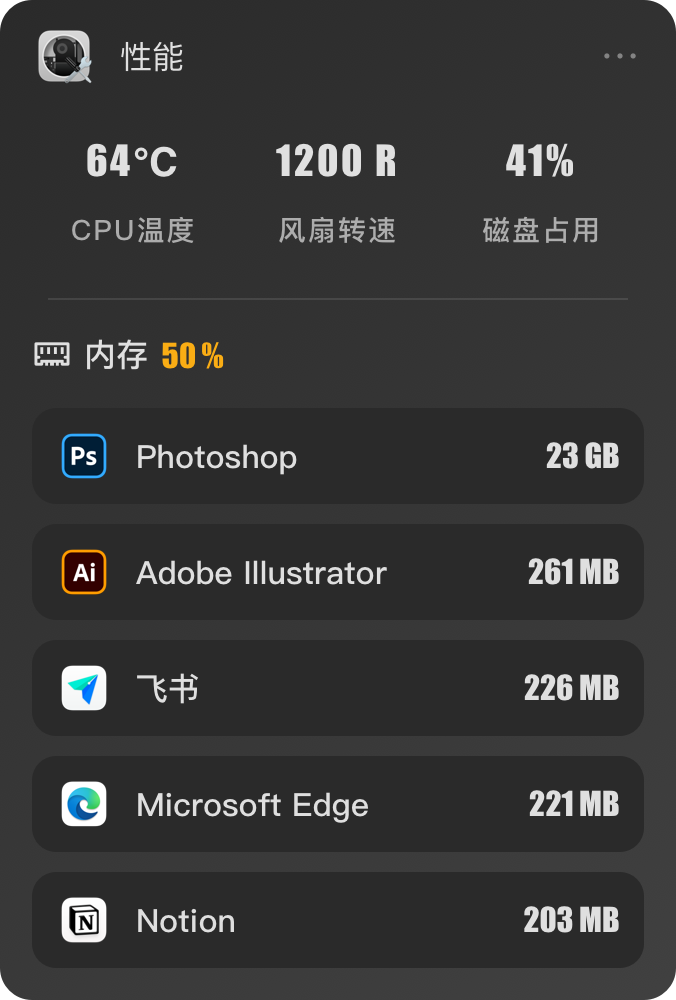 性能
64°C 1200 R 41%
CPU温度 风扇转速 磁盘占用
内存 50%
Ps Photoshop 23 GB
Ai Adobe Illustrator 261 MB
飞书 226 MB
Microsoft Edge 221 MB
N Notion 203 MB